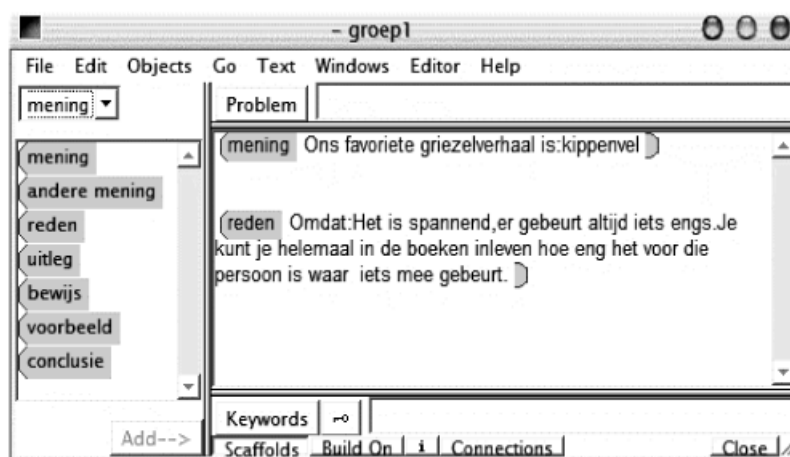 – groep1
File Edit Objects Go Text Windows Editor Help
mening
Problem
mening
andere mening
reden
uitleg
bewijs
voorbeeld
conclusie
Add-->
mening Ons favoriete griezelverhaal is:kippenvel
reden Omdat:Het is spannend,er gebeurt altijd iets engs.Je
kunt je helemaal in de boeken inleven hoe eng het voor die
persoon is waar iets mee gebeurt.
Keywords
Scaffolds Build On i Connections Close